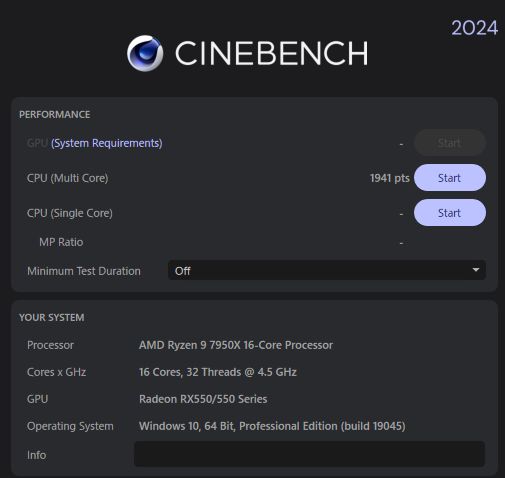 2024
CINEBENCH
PERFORMANCE
GPU (System Requirements) - Start
CPU (Multi Core) 1941 pts Start
CPU (Single Core) - Start
MP Ratio -
Minimum Test Duration Off
YOUR SYSTEM
Processor AMD Ryzen 9 7950X 16-Core Processor
Cores x GHz 16 Cores, 32 Threads @ 4.5 GHz
GPU Radeon RX550/550 Series
Operating System Windows 10, 64 Bit, Professional Edition (build 19045)
Info